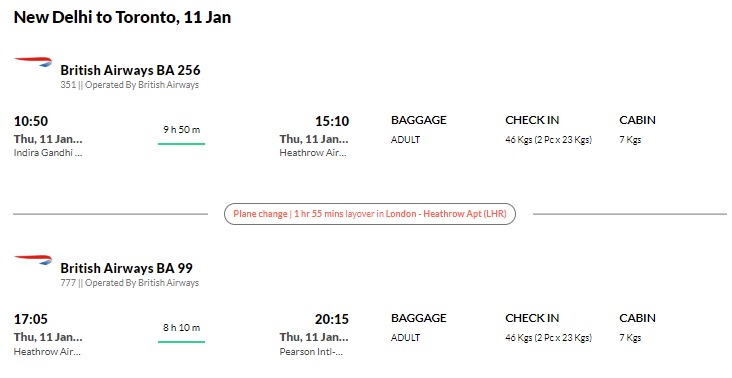 New Delhi to Toronto, 11 Jan
British Airways BA 256
351 || Operated By British Airways
10:50 9 h 50 m 15:10 BAGGAGE CHECK IN CABIN
Thu, 11 Jan... Thu, 11 Jan... ADULT 46 Kgs (2 Pc x 23 Kgs) 7 Kgs
Indira Gandhi ... Heathrow Air...
Plane change | 1 hr 55 mins layover in London - Heathrow Apt (LHR)
British Airways BA 99
777 || Operated By British Airways
17:05 8 h 10 m 20:15 BAGGAGE CHECK IN CABIN
Thu, 11 Jan... Thu, 11 Jan... ADULT 46 Kgs (2 Pc x 23 Kgs) 7 Kgs
Heathrow Air... Pearson Intl-...